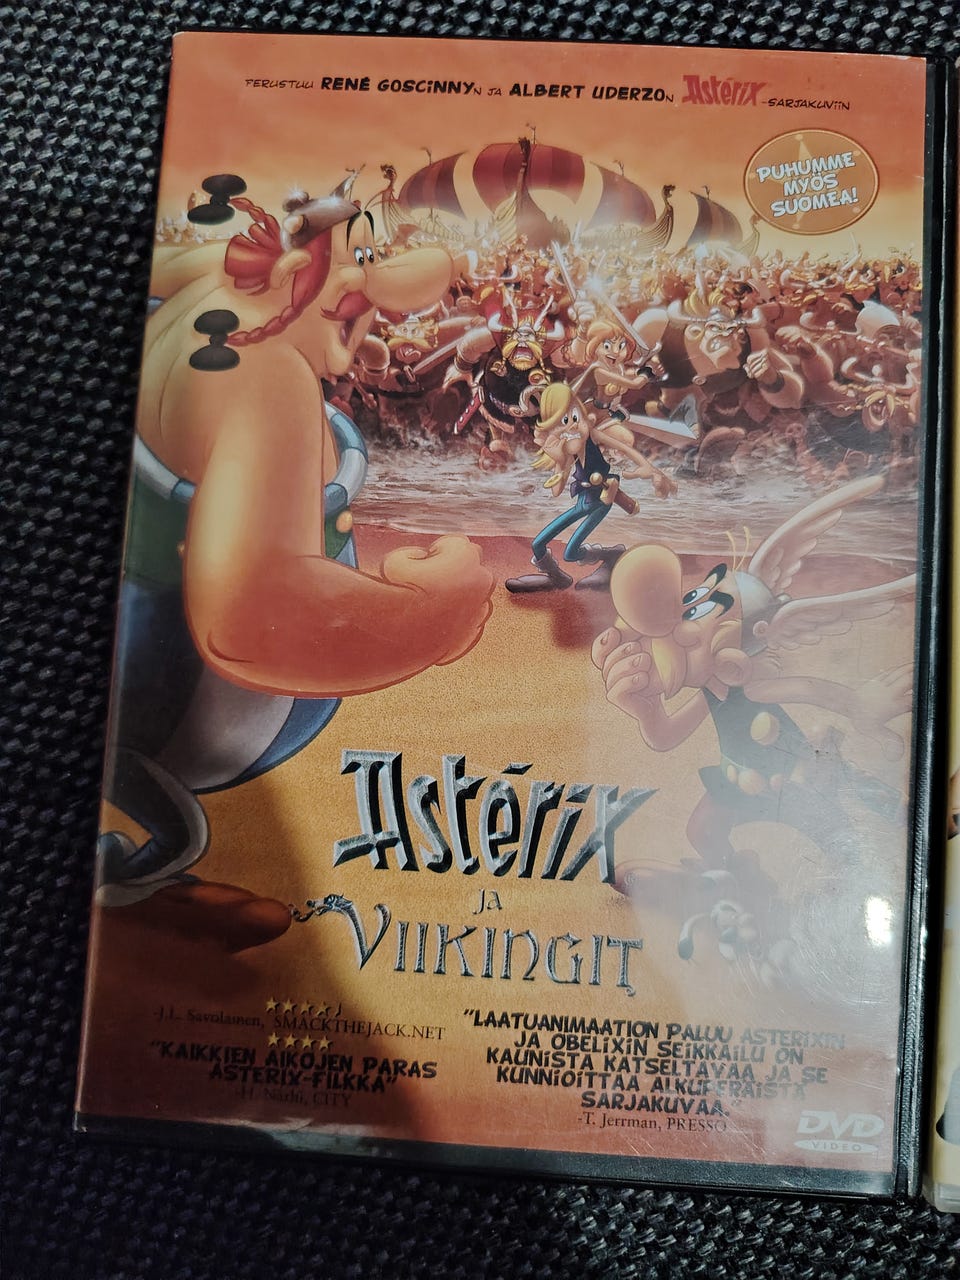 PERUSTUU RENÉ GOSCINNYN JA ALBERT UDERZON Astérix -SARJAKUVIIN
PUHUMME
MYÖS
SUOMEA!
Astérix
JA
VIIKINGIT
J.L. Savolainen, SMACKTHEJACK.NET
"KAIKKIEN AIKOJEN PARAS
ASTERIX-FILKKA"
-H. Närhi, CITY
"LAATUANIMAATION PALUU ASTERIXIN
JA OBELIXIN SEIKKAILU ON
KAUNISTA KATSELTAVAA JA SE
KUNNIOITTAA ALKUPERÄISTÄ
SARJAKUVAA."
-T. Jerrman, PRESSO
DVD
VIDEO